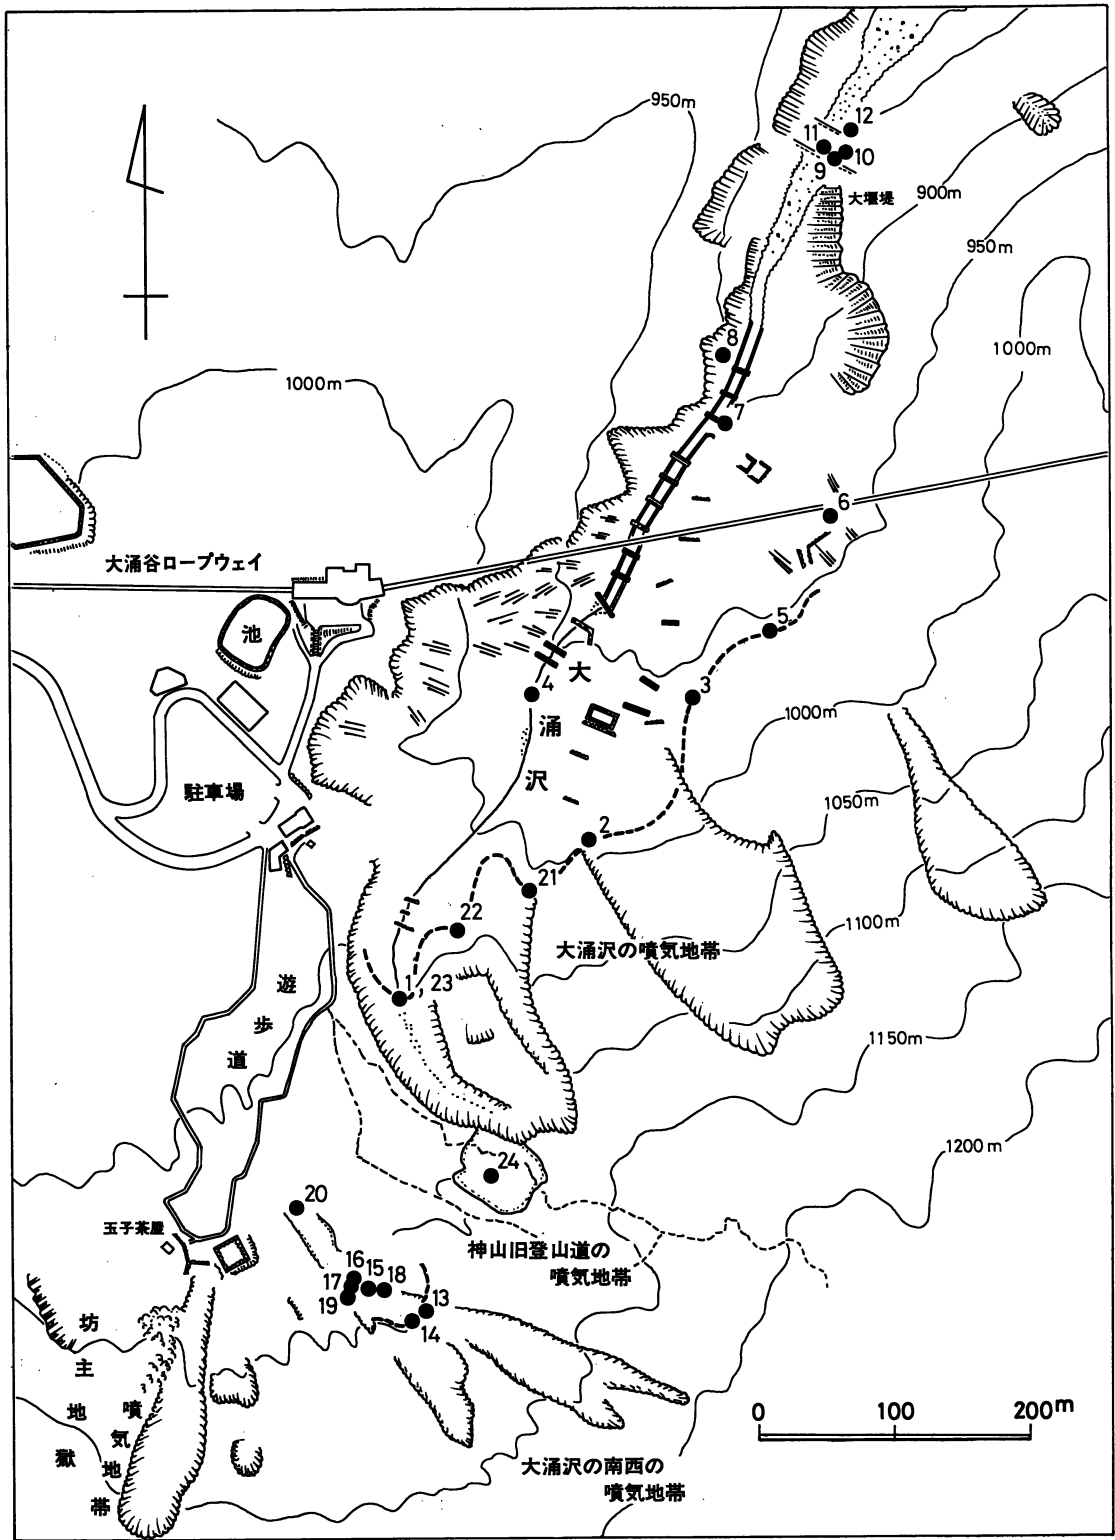 950m
12
11
10
9
大堰堤
900m
950m
8
1000m
1000m
7
6
大涌谷ロープウェイ
池
5
大涌沢
4
3
1000m
駐車場
1050m
2
21
22
1100m
大涌沢の噴気地帯
1
23
遊歩道
1150m
1200m
24
20
玉子茶屋
神山旧登山道の
噴気地帯
16
15
18
17
19
13
14
坊主地獄
噴気地帯
0 100 200m
大涌沢の南西の
噴気地帯